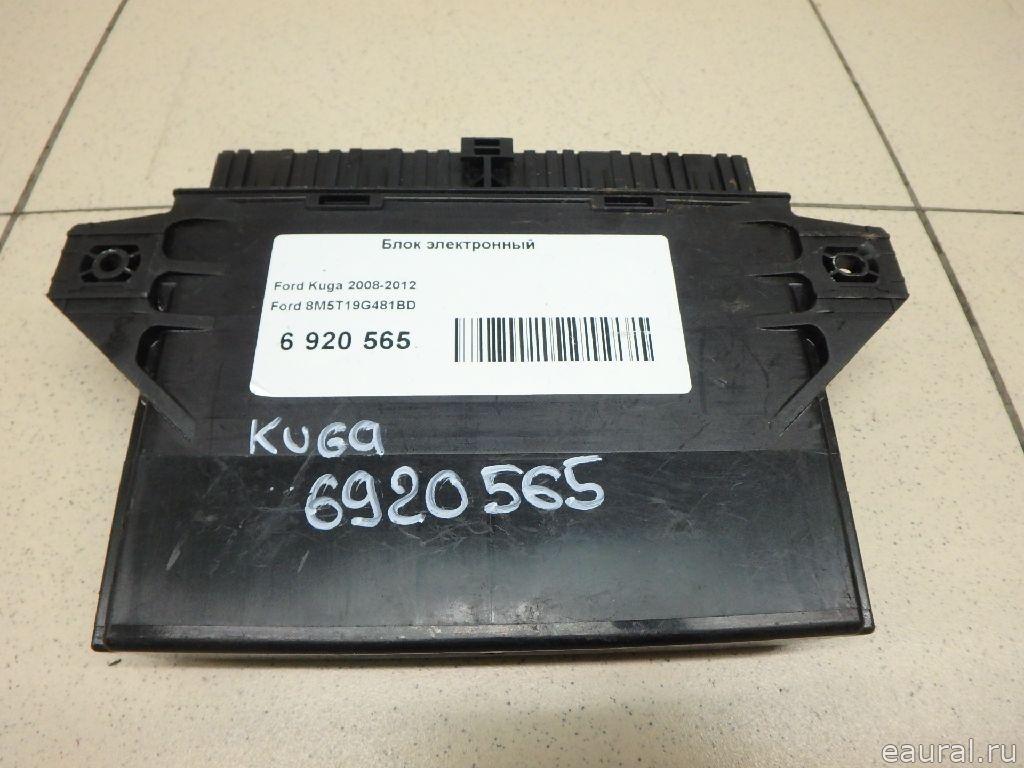 Блок электронный
Ford Kuga 2008-2012
Ford 8M5T19G481BD
6 920 565
KUGA
6920565
eaural.ru